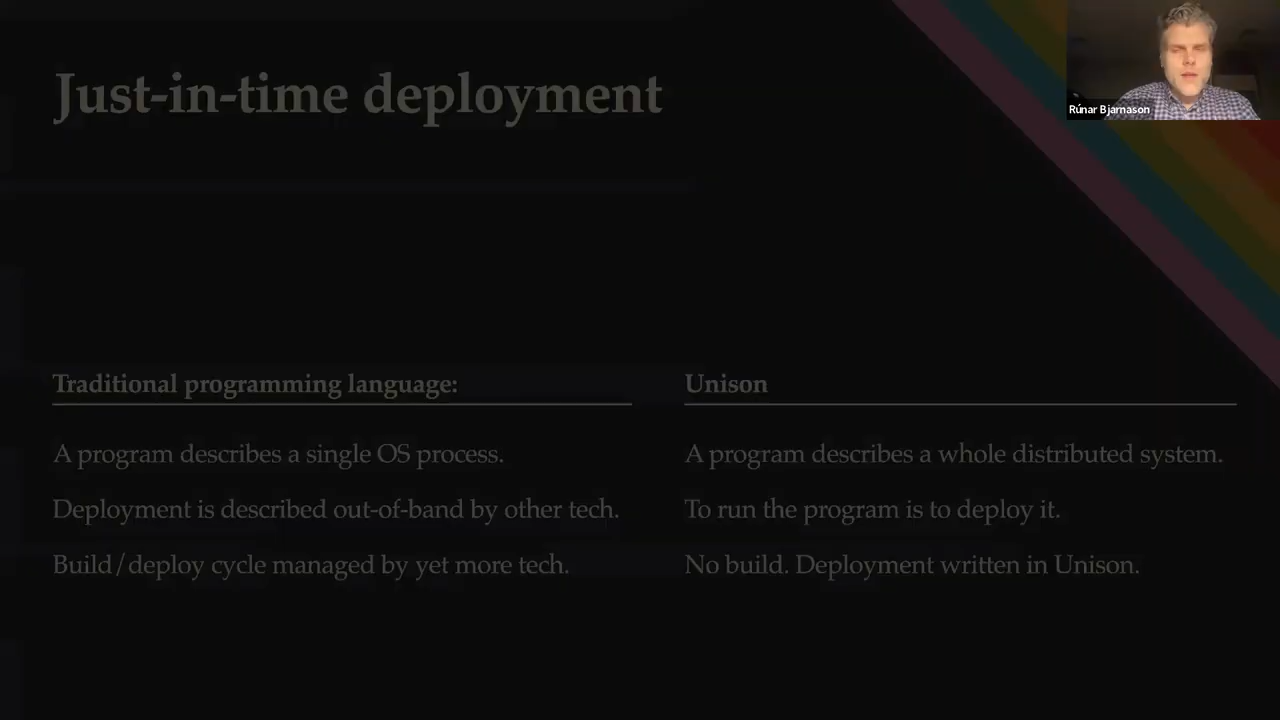 Just-in-time deployment
Rúnar Bjarnason
Traditional programming language:
A program describes a single OS process.
Deployment is described out-of-band by other tech.
Build/deploy cycle managed by yet more tech.
Unison
A program describes a whole distributed system.
To run the program is to deploy it.
No build. Deployment written in Unison.